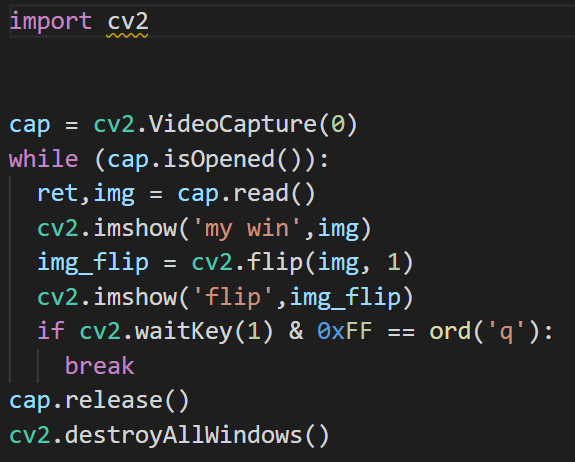 import cv2
cap = cv2.VideoCapture(0)
while (cap.isOpened()):
  ret,img = cap.read()
  cv2.imshow('my win',img)
  img_flip = cv2.flip(img, 1)
  cv2.imshow('flip',img_flip)
  if cv2.waitKey(1) & 0xFF == ord('q'):
    break
cap.release()
cv2.destroyAllWindows()